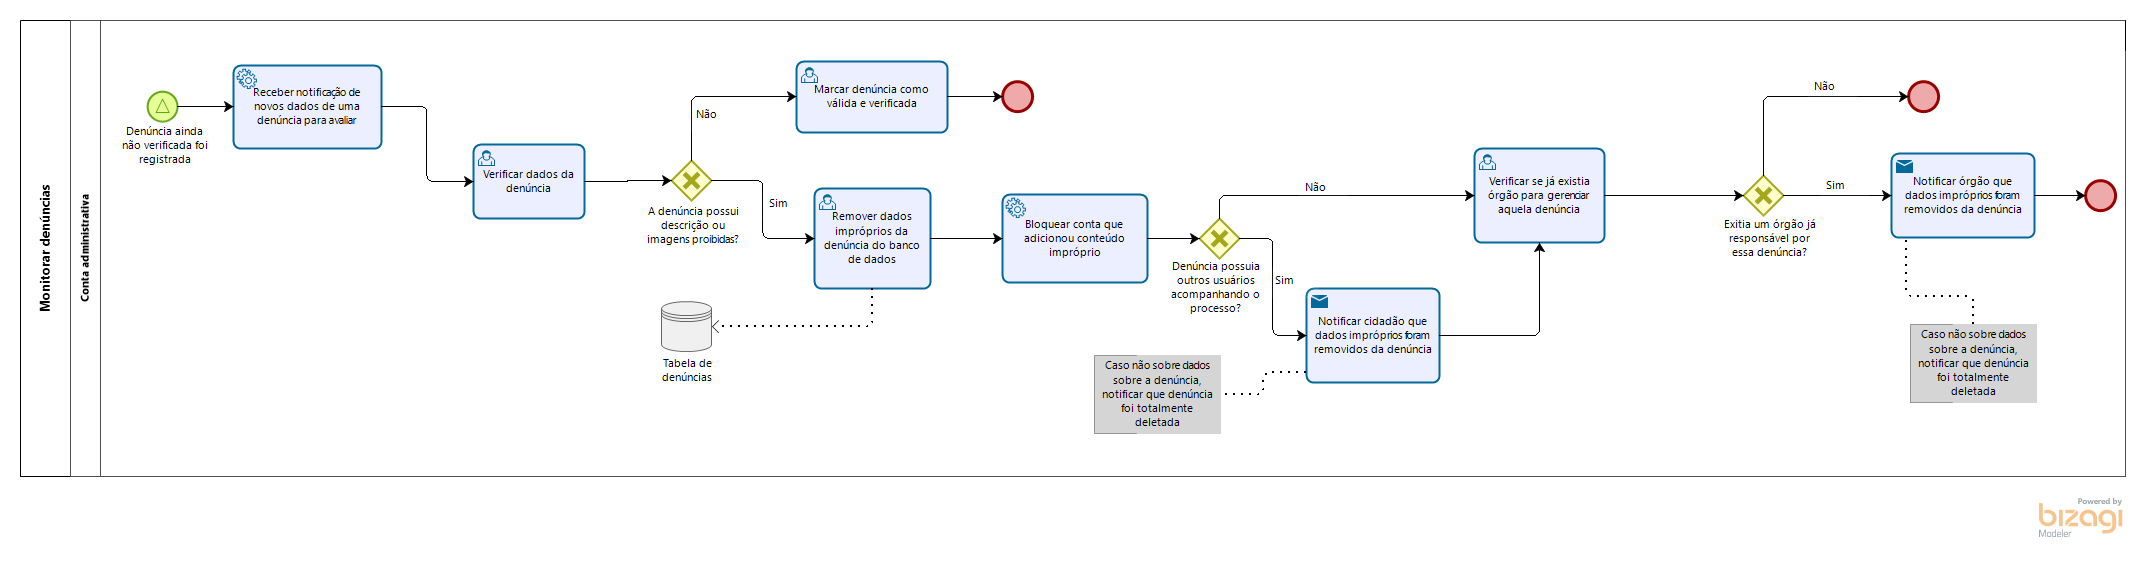 Monitorar denúncias
Conta administrativa
Denúncia ainda
não verificada foi
registrada
Receber notificação de
novos dados de uma
denúncia para avaliar
Verificar dados da
denúncia
A denúncia possui
descrição ou
imagens proibidas?
Não
Marcar denúncia como
válida e verificada
Sim
Remover dados
impróprios da
denúncia do banco
de dados
Tabela de
denúncias
Bloquear conta que
adicionou conteúdo
impróprio
Denúncia possuia
outros usuários
acompanhando o
processo?
Não
Sim
Notificar cidadão que
dados impróprios foram
removidos da denúncia
Caso não sobre dados
sobre a denúncia,
notificar que denúncia
foi totalmente
deletada
Verificar se já existia
órgão para gerenciar
aquela denúncia
Exitia um órgão já
responsável por
essa denúncia?
Não
Sim
Notificar órgão que
dados impróprios foram
removidos da denúncia
Caso não sobre dados
sobre a denúncia,
notificar que denúncia
foi totalmente
deletada
Powered by
bizagi
Modeler